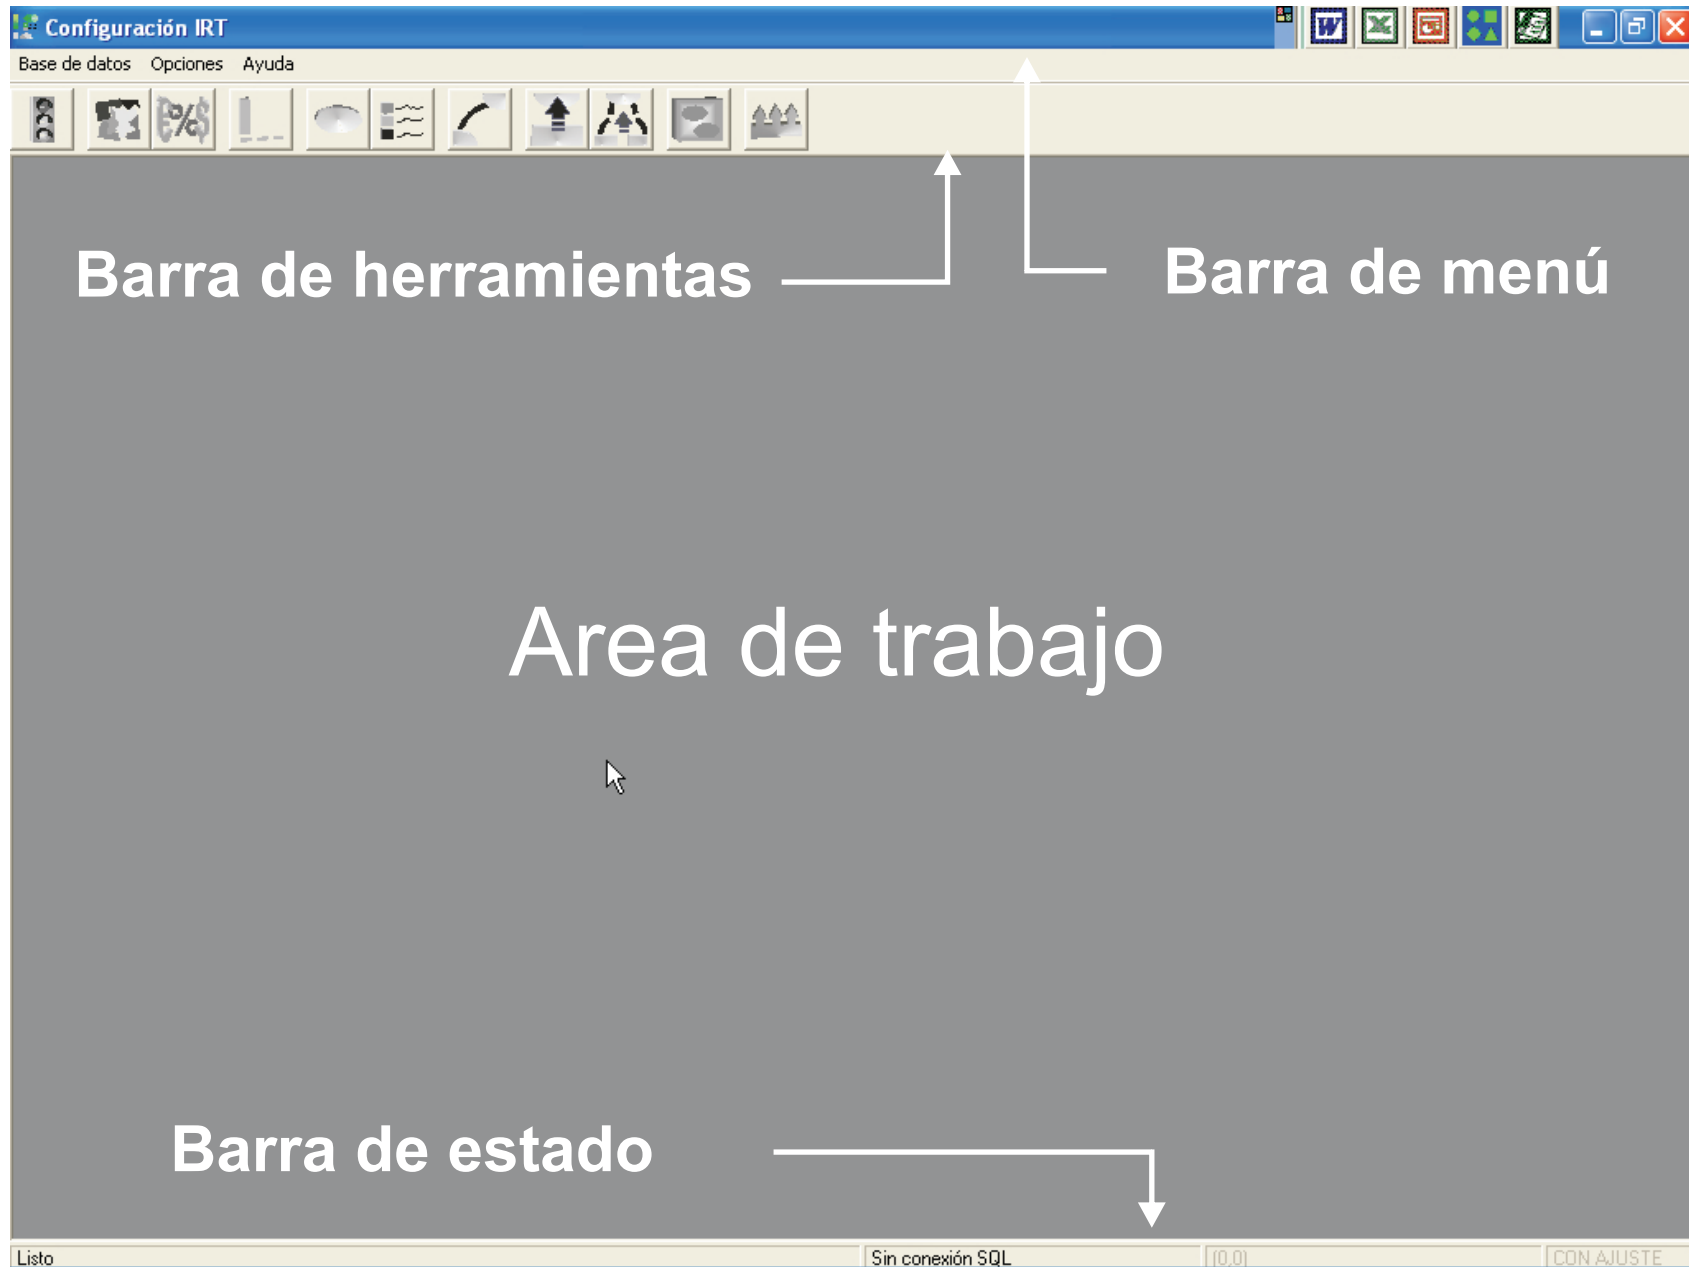 Configuración IRT
Base de datos Opciones Ayuda
Barra de herramientas
Barra de menú
Area de trabajo
Barra de estado
Listo Sin conexión SQL (0,0) CON AJUSTE